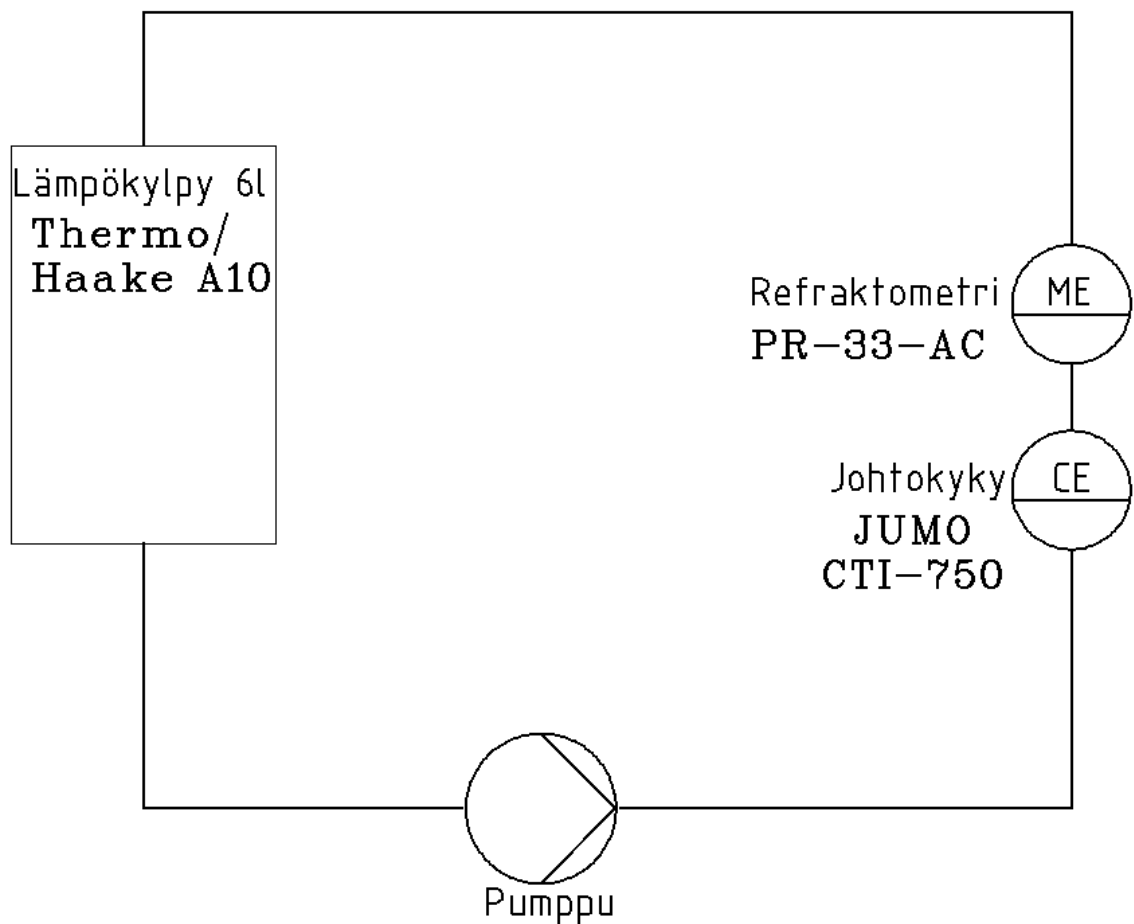 Lämpökylpy 6l
Thermo/
Haake A10
Refraktometri
PR-33-AC
ME
Johtokyky
JUMO
CTI-750
CE
Pumppu